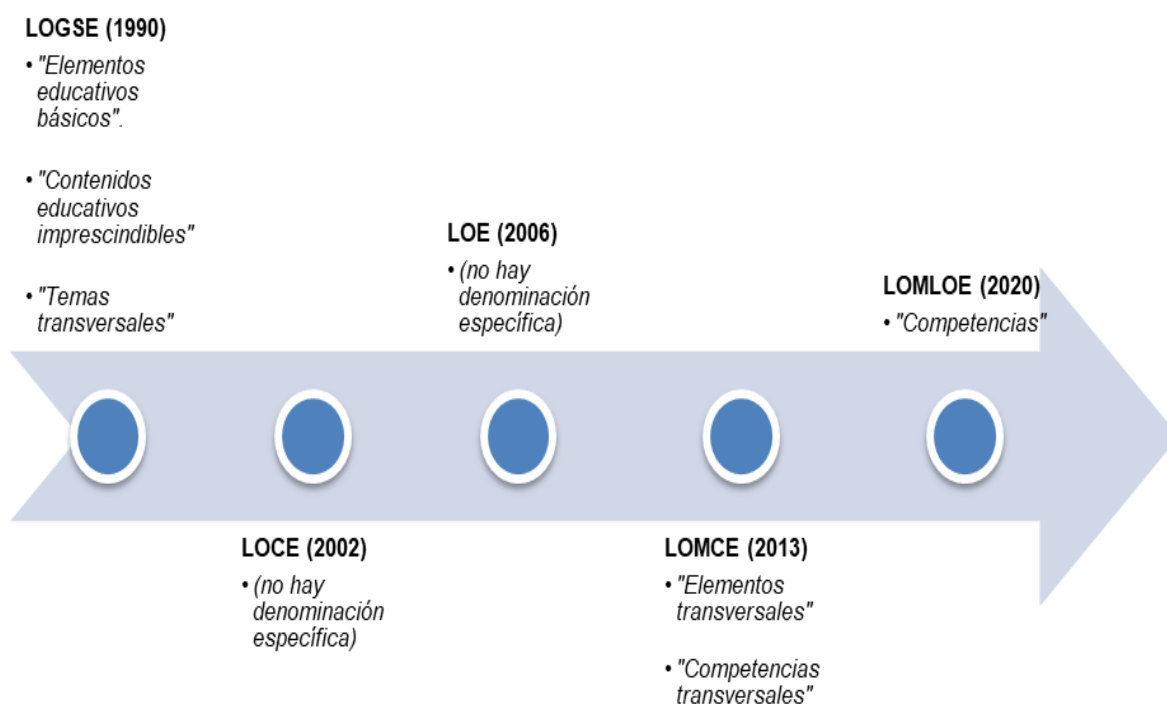 LOGSE (1990)
• "Elementos
educativos
básicos".
• "Contenidos
educativos
imprescindibles"
• "Temas
transversales"
LOCE (2002)
• (no hay
denominación
específica)
LOE (2006)
• (no hay
denominación
específica)
LOMCE (2013)
• "Elementos
transversales"
• "Competencias
transversales"
LOMLOE (2020)
• "Competencias"